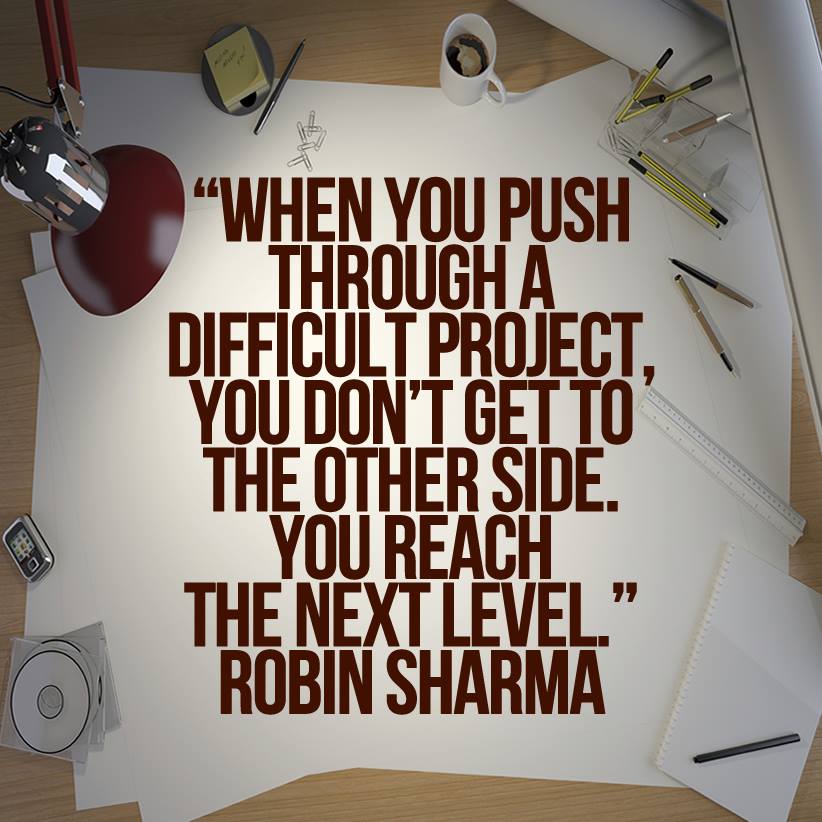 “WHEN YOU PUSH
THROUGH A
DIFFICULT PROJECT,
YOU DON’T GET TO
THE OTHER SIDE.
YOU REACH
THE NEXT LEVEL.”
ROBIN SHARMA